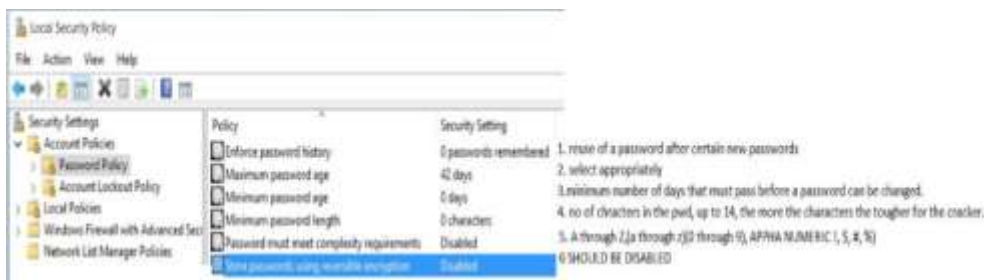 Local Security Policy
File Action View Help
Security Settings
Account Policies
Password Policy
Account Lockout Policy
Local Policies
Windows Firewall with Advanced Sec
Network List Manager Policies
Policy Security Setting
Enforce password history 0 passwords remembered
Maximum password age 42 days
Minimum password age 0 days
Minimum password length 0 characters
Password must meet complexity requirements Disabled
Store passwords using reversible encryption Disabled
1. reuse of a password after certain new passwords
2. select appropriately
3.minimum number of days that must pass before a password can be changed.
4. no of chracters in the pwd, up to 14, the more the characters the tougher for the cracker.
5. A through Z,(a through z)(0 through 9), NUMERIC !, $, #, %)
6 SHOULD BE DISABLED